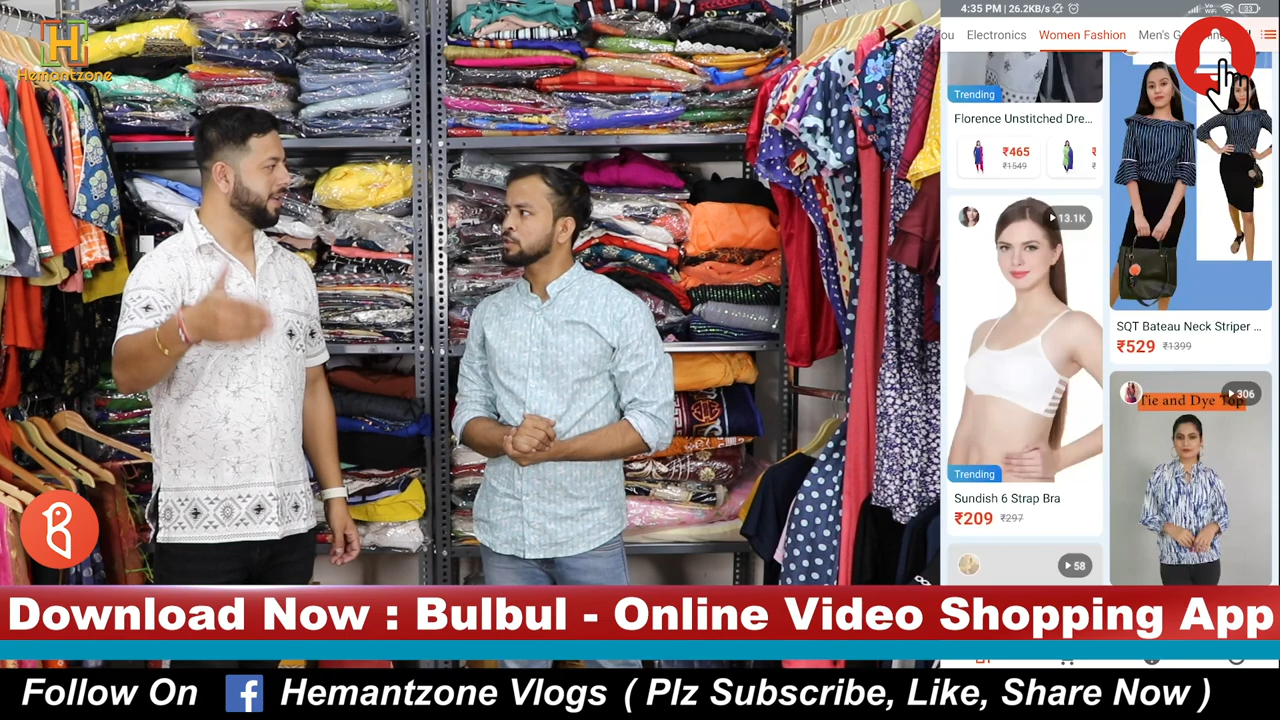 H
Hemantzone
4:35 PM | 26.2KB/s
33
Electronics
Women Fashion
Trending
Florence Unstitched Dre...
₹465
₹1549
13.1K
SQT Bateau Neck Striper ...
₹529 ₹1399
306
Tie and Dye Top
Trending
Sundish 6 Strap Bra
₹209 ₹297
58
B
Download Now : Bulbul - Online Video Shopping App
Follow On f Hemantzone Vlogs ( Plz Subscribe, Like, Share Now )